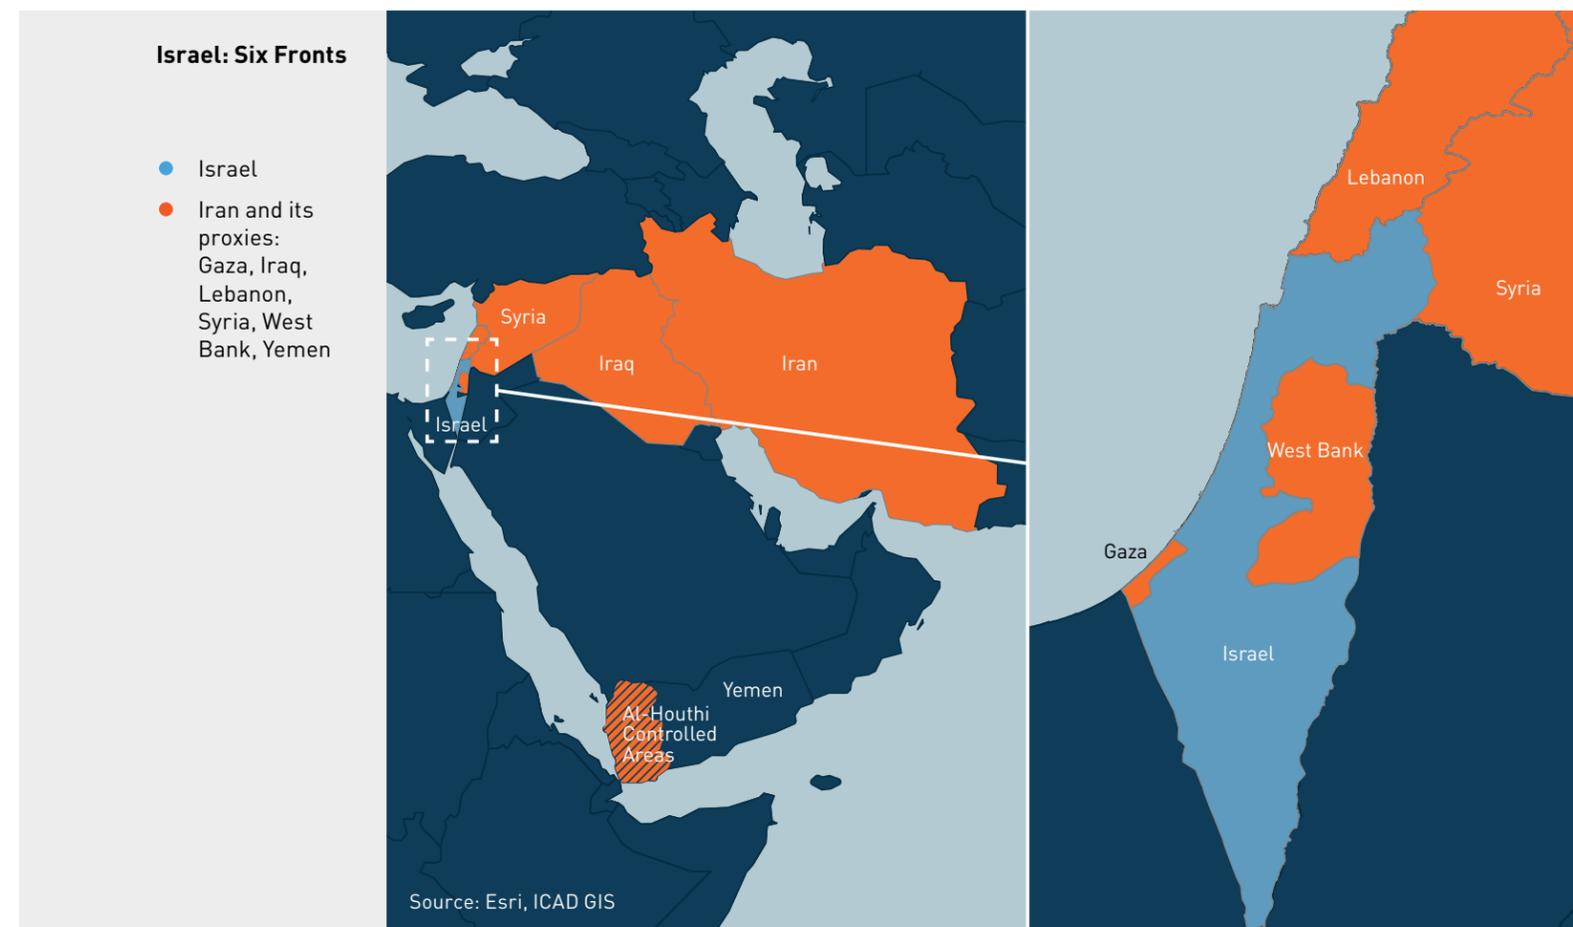 Israel: Six Fronts
Israel
Iran and its
proxies:
Gaza, Iraq,
Lebanon,
Syria, West
Bank, Yemen
Syria
Iraq
Iran
Israel
Yemen
Al-Houthi
Controlled
Areas
Source: Esri, ICAD GIS
Lebanon
Syria
West Bank
Gaza
Israel